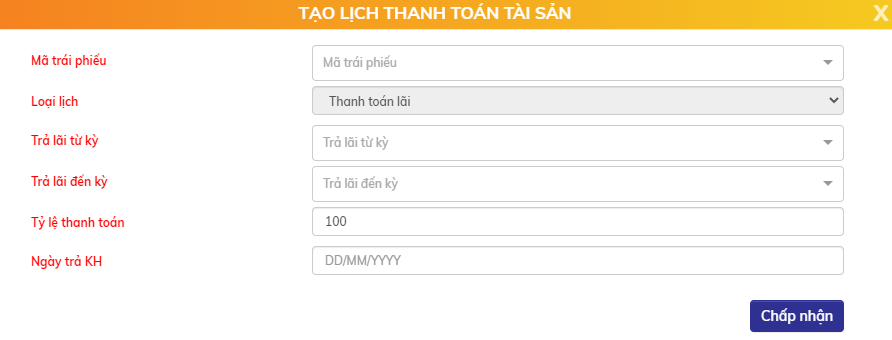 TẠO LỊCH THANH TOÁN TÀI SẢN X
Mã trái phiếu Mã trái phiếu
Loại lịch Thanh toán lãi
Trả lãi từ kỳ Trả lãi từ kỳ
Trả lãi đến kỳ Trả lãi đến kỳ
Tỷ lệ thanh toán 100
Ngày trả KH DD/MM/YYYY
Chấp nhận